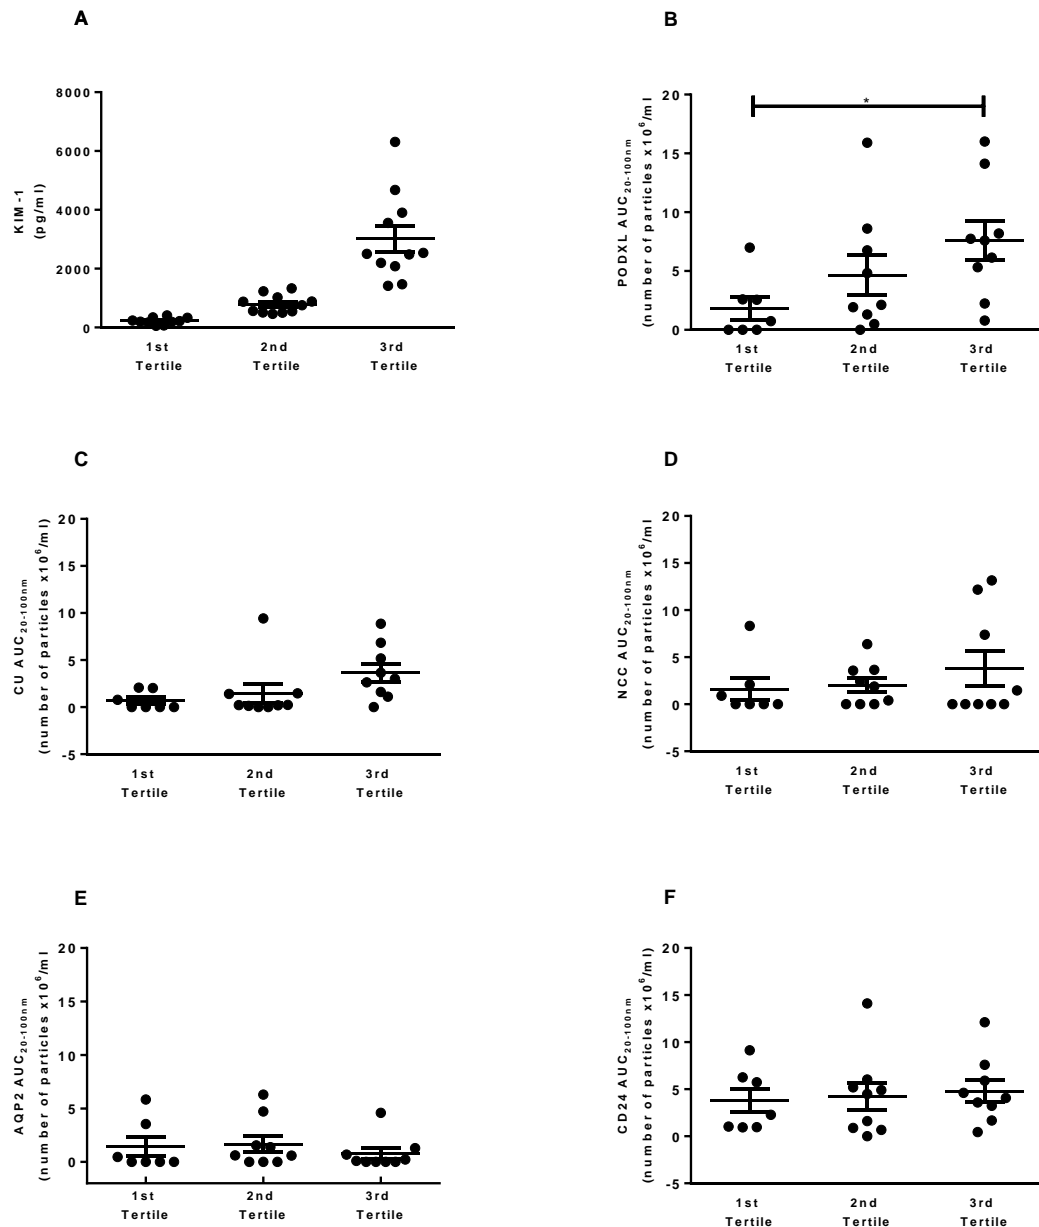 A
8000
6000
4000
2000
0
KIM-1
(pg/ml)
1st
Tertile
2nd
Tertile
3rd
Tertile
B
20
15
10
5
0
PODXL AUC20-100nm
(number of particles x10^6/ml)
*
1st
Tertile
2nd
Tertile
3rd
Tertile
C
20
15
10
5
0
-5
CU AUC20-100nm
(number of particles x10^6/ml)
1st
Tertile
2nd
Tertile
3rd
Tertile
D
20
15
10
5
0
-5
NCC AUC20-100nm
(number of particles x10^6/ml)
1st
Tertile
2nd
Tertile
3rd
Tertile
E
20
15
10
5
0
AQP2 AUC20-100nm
(number of particles x10^6/ml)
1st
Tertile
2nd
Tertile
3rd
Tertile
F
20
15
10
5
0
-5
CD24 AUC20-100nm
(number of particles x10^6/ml)
1st
Tertile
2nd
Tertile
3rd
Tertile